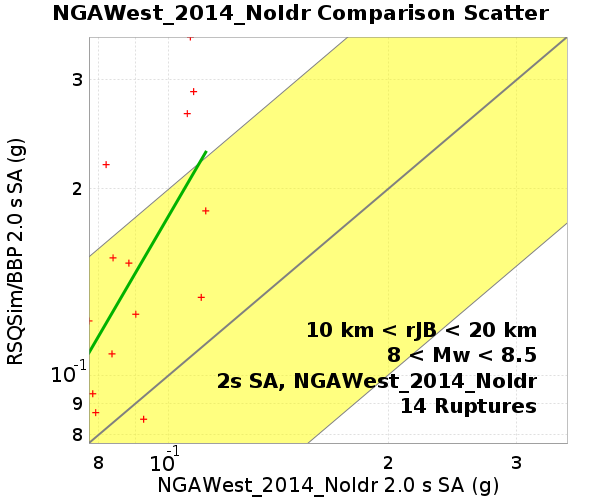 NGAWest_2014_NoIdr Comparison Scatter
RSQSim/BBP 2.0 s SA (g)
3
2
10-1
9
8
10 km < rJB < 20 km
8 < Mw < 8.5
2s SA, NGAWest_2014_NoIdr
14 Ruptures
8 10-1 2 3
NGAWest_2014_NoIdr 2.0 s SA (g)